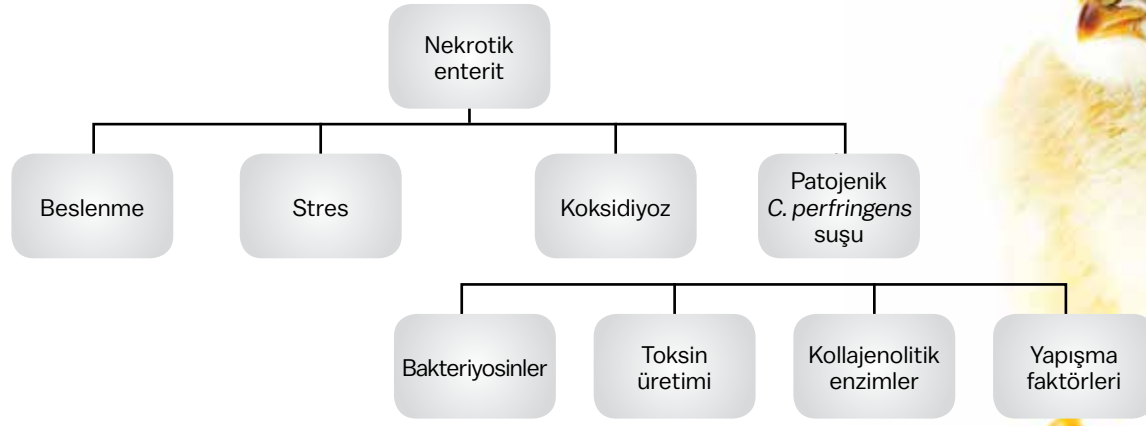 Nekrotik
enterit
Beslenme
Stres
Koksidiyoz
Patojenik
C. perfringens
suşu
Bakteriyosinler
Toksin
üretimi
Kollajenolitik
enzimler
Yapışma
faktörleri